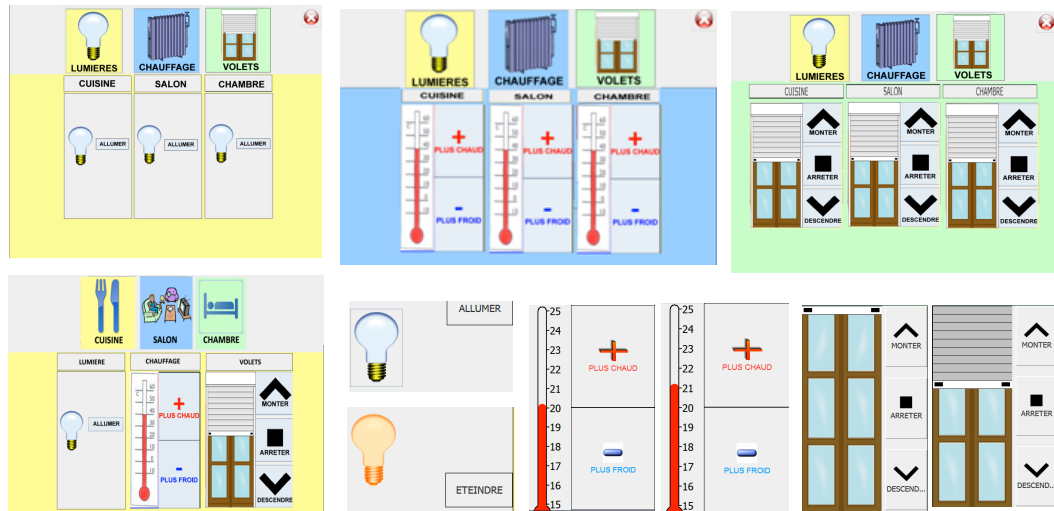 LUMIERES
CHAUFFAGE
VOLETS
CUISINE
SALON
CHAMBRE
ALLUMER
ALLUMER
ALLUMER
LUMIERES
CHAUFFAGE
VOLETS
CUISINE
SALON
CHAMBRE
PLUS CHAUD
PLUS CHAUD
PLUS CHAUD
PLUS FROID
PLUS FROID
PLUS FROID
LUMIERES
CHAUFFAGE
VOLETS
CUISINE
SALON
CHAMBRE
MONTER
MONTER
MONTER
ARRETER
ARRETER
ARRETER
DESCENDRE
DESCENDRE
DESCENDRE
CUISINE
SALON
CHAMBRE
LUMIERE
CHAUFFAGE
VOLETS
ALLUMER
PLUS CHAUD
PLUS FROID
MONTER
ARRETER
DESCENDRE
ALLUMER
ETEINDRE
25
24
23
22
21
20
19
18
17
16
15
PLUS CHAUD
PLUS FROID
25
24
23
22
21
20
19
18
17
16
15
PLUS CHAUD
PLUS FROID
MONTER
ARRETER
DESCEND...
MONTER
ARRETER
DESCEND...